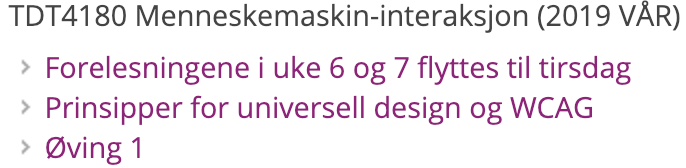 TDT4180 Menneskemaskin-interaksjon (2019 VÅR)
Forelesningene i uke 6 og 7 flyttes til tirsdag
Prinsipper for universell design og WCAG
Øving 1